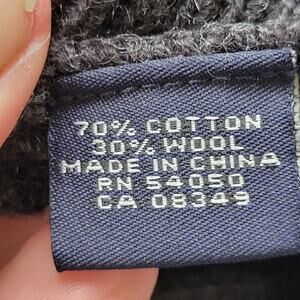 70% COTTON
30% WOOL
MADE IN CHINA
RN 54050
CA 08349